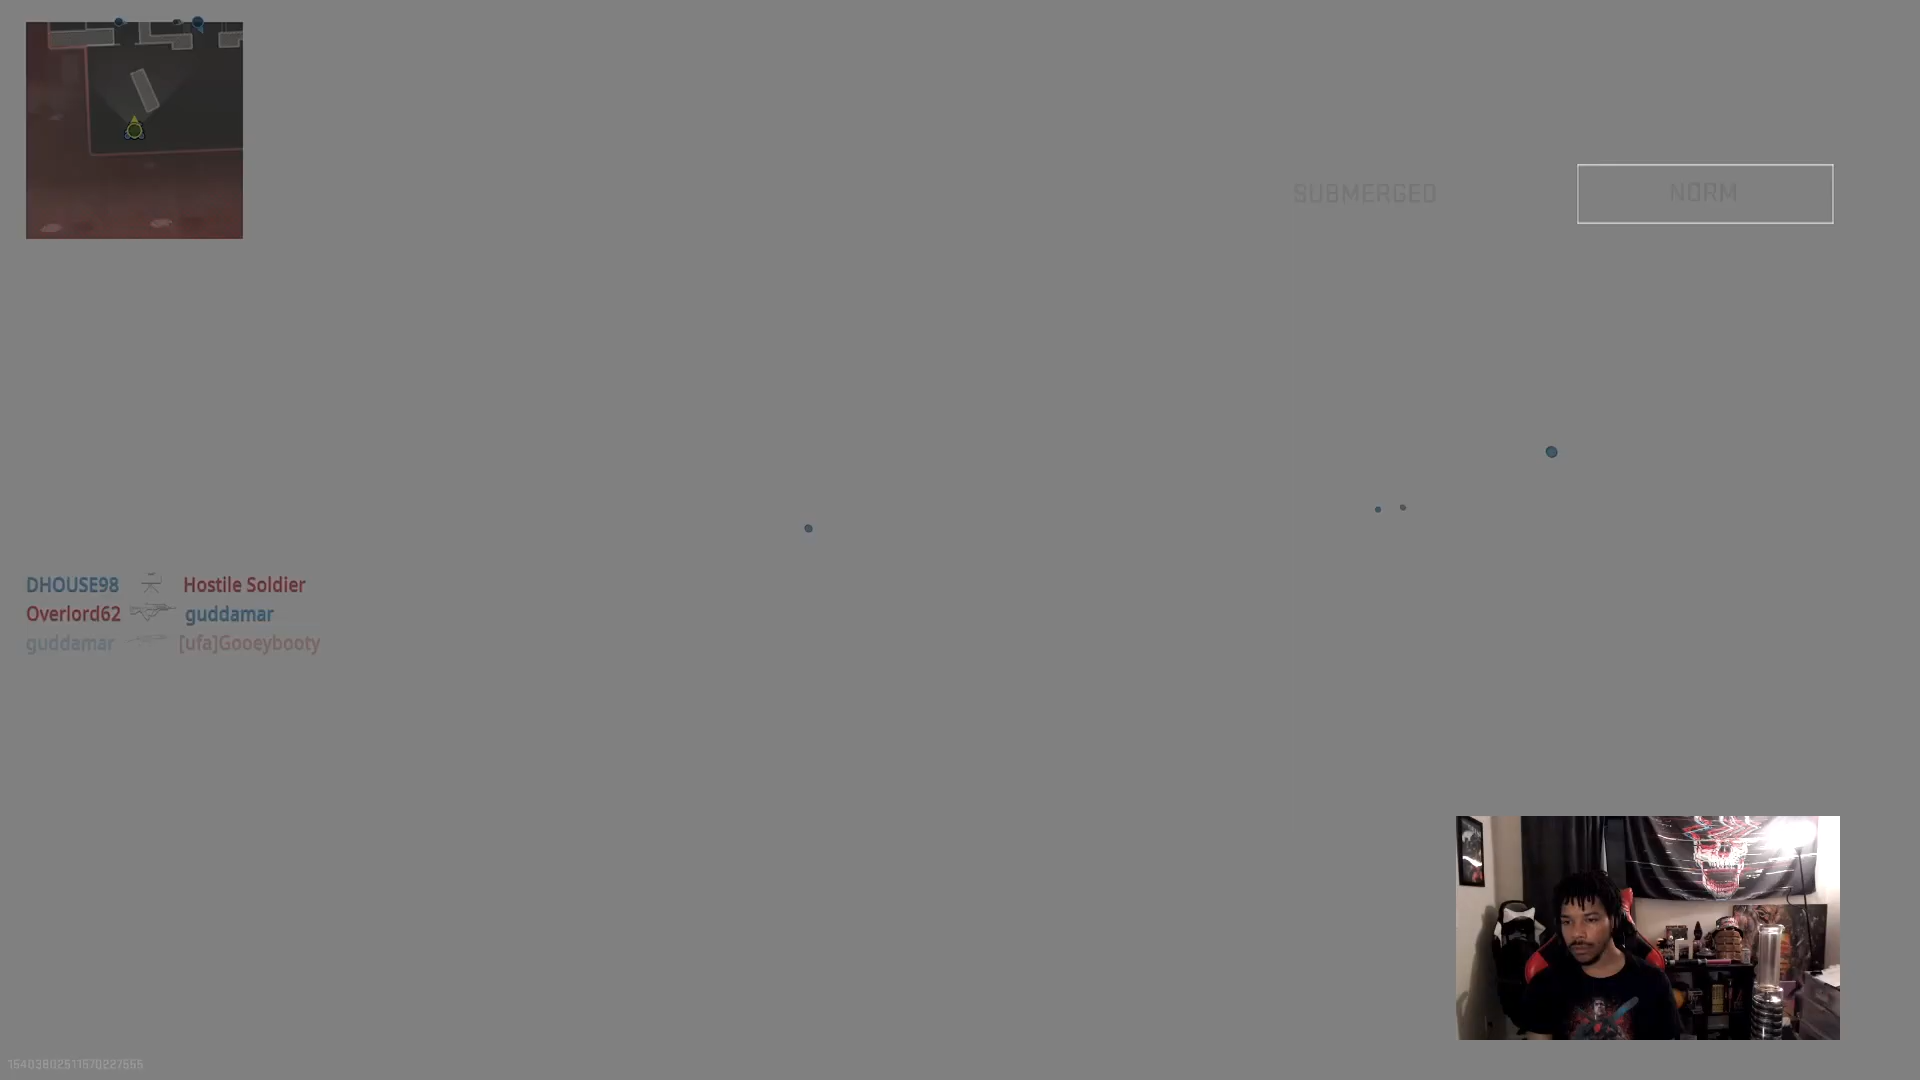 SUBMERGED
NORM
DHOUSE98 Hostile Soldier
Overlord62 guddamar
guddamar [ufa]Gooeybooty